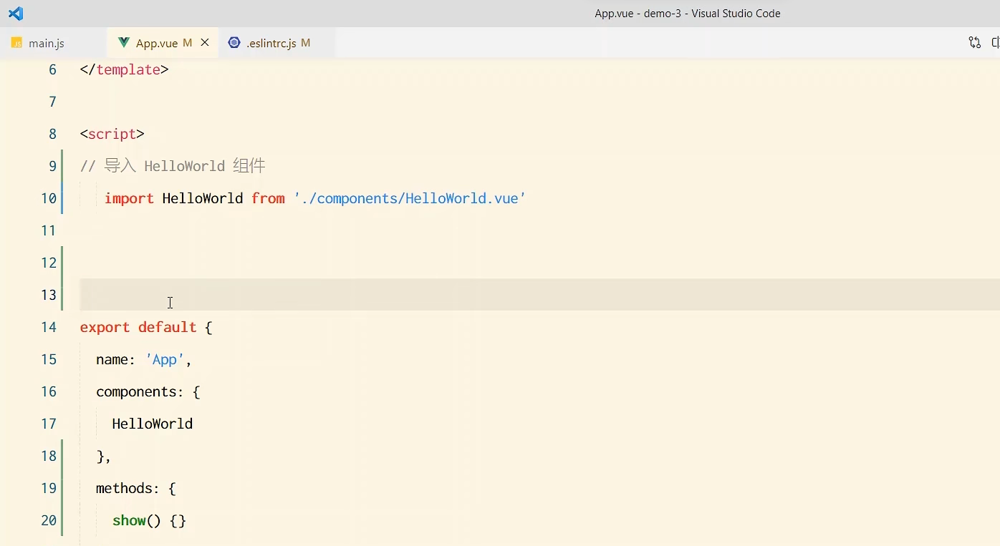 App.vue - demo-3 - Visual Studio Code
JS main.js App.vue M .eslintrc.js M
6 </template>
7
8 <script>
9 // 导入 HelloWorld 组件
10 import HelloWorld from './components/HelloWorld.vue'
11
12
13
14 export default {
15 name: 'App',
16 components: {
17 HelloWorld
18 },
19 methods: {
20 show() {}